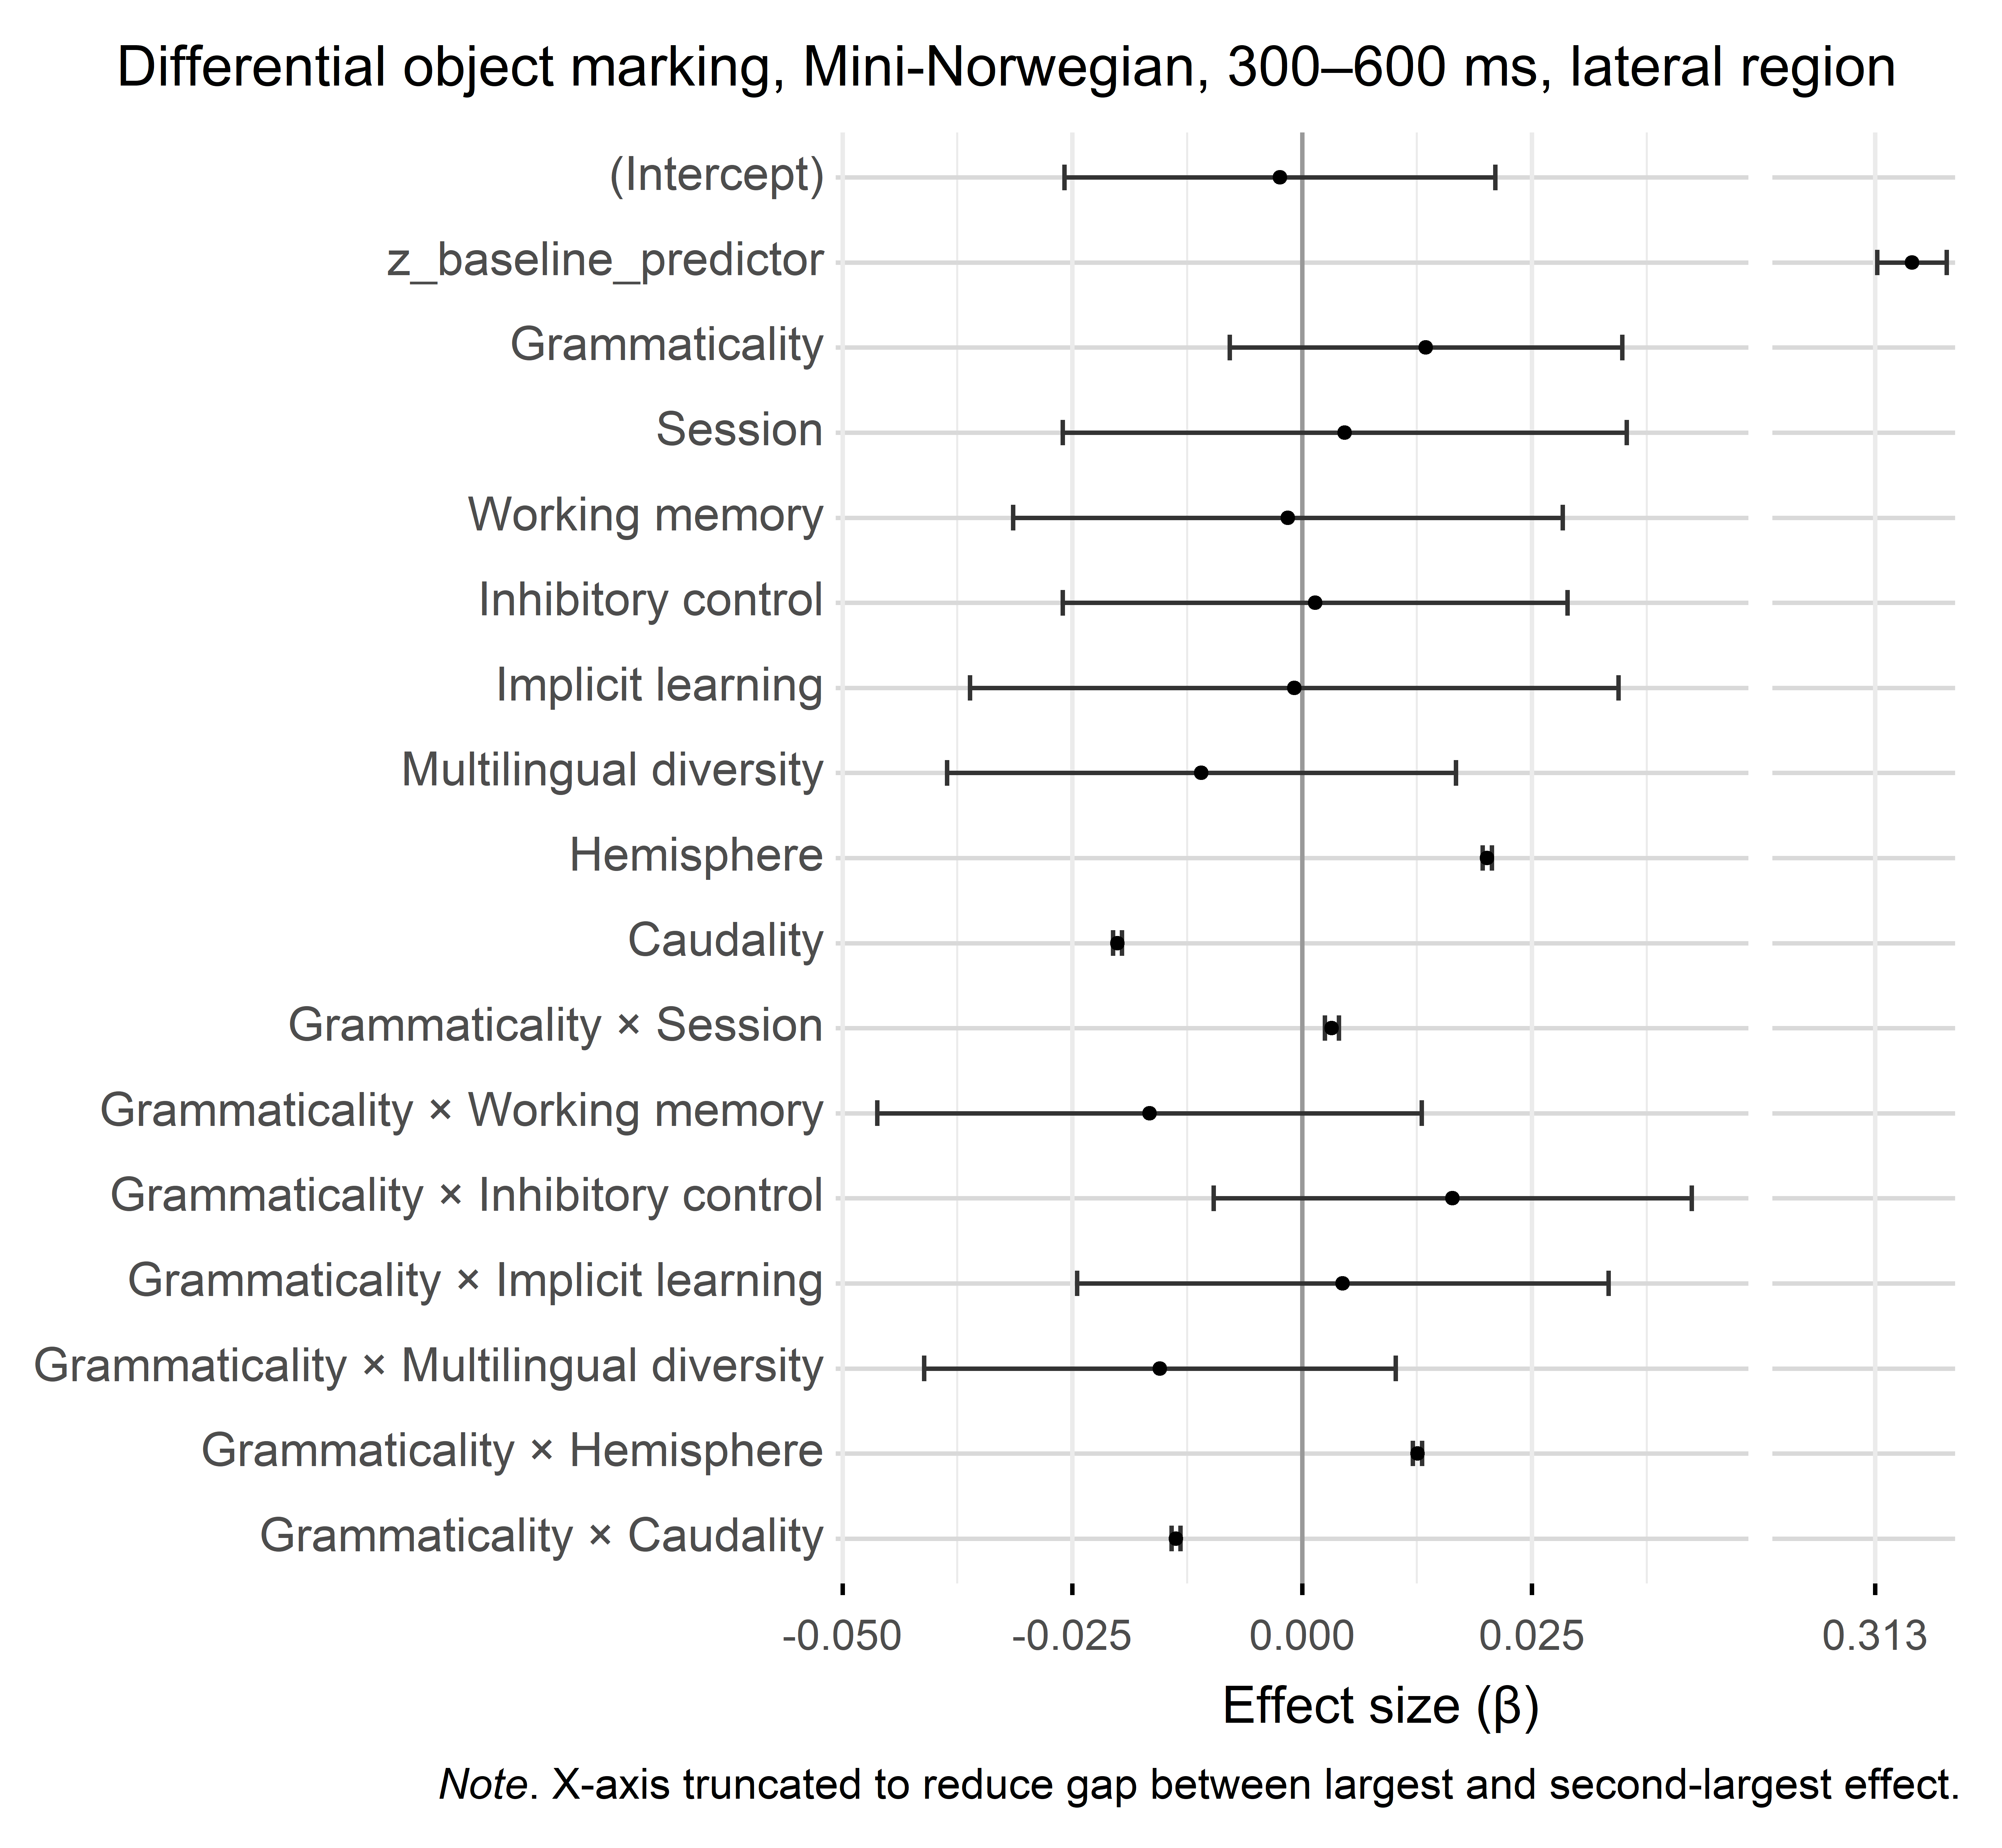 Differential object marking, Mini-Norwegian, 300–600 ms, lateral region
(Intercept)
z_baseline_predictor
Grammaticality
Session
Working memory
Inhibitory control
Implicit learning
Multilingual diversity
Hemisphere
Caudality
Grammaticality × Session
Grammaticality × Working memory
Grammaticality × Inhibitory control
Grammaticality × Implicit learning
Grammaticality × Multilingual diversity
Grammaticality × Hemisphere
Grammaticality × Caudality
-0.050 -0.025 0.000 0.025 0.313
Effect size (β)
Note. X-axis truncated to reduce gap between largest and second-largest effect.